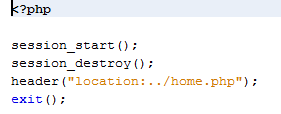 <?php
session_start();
session_destroy();
header("location:../home.php");
exit();